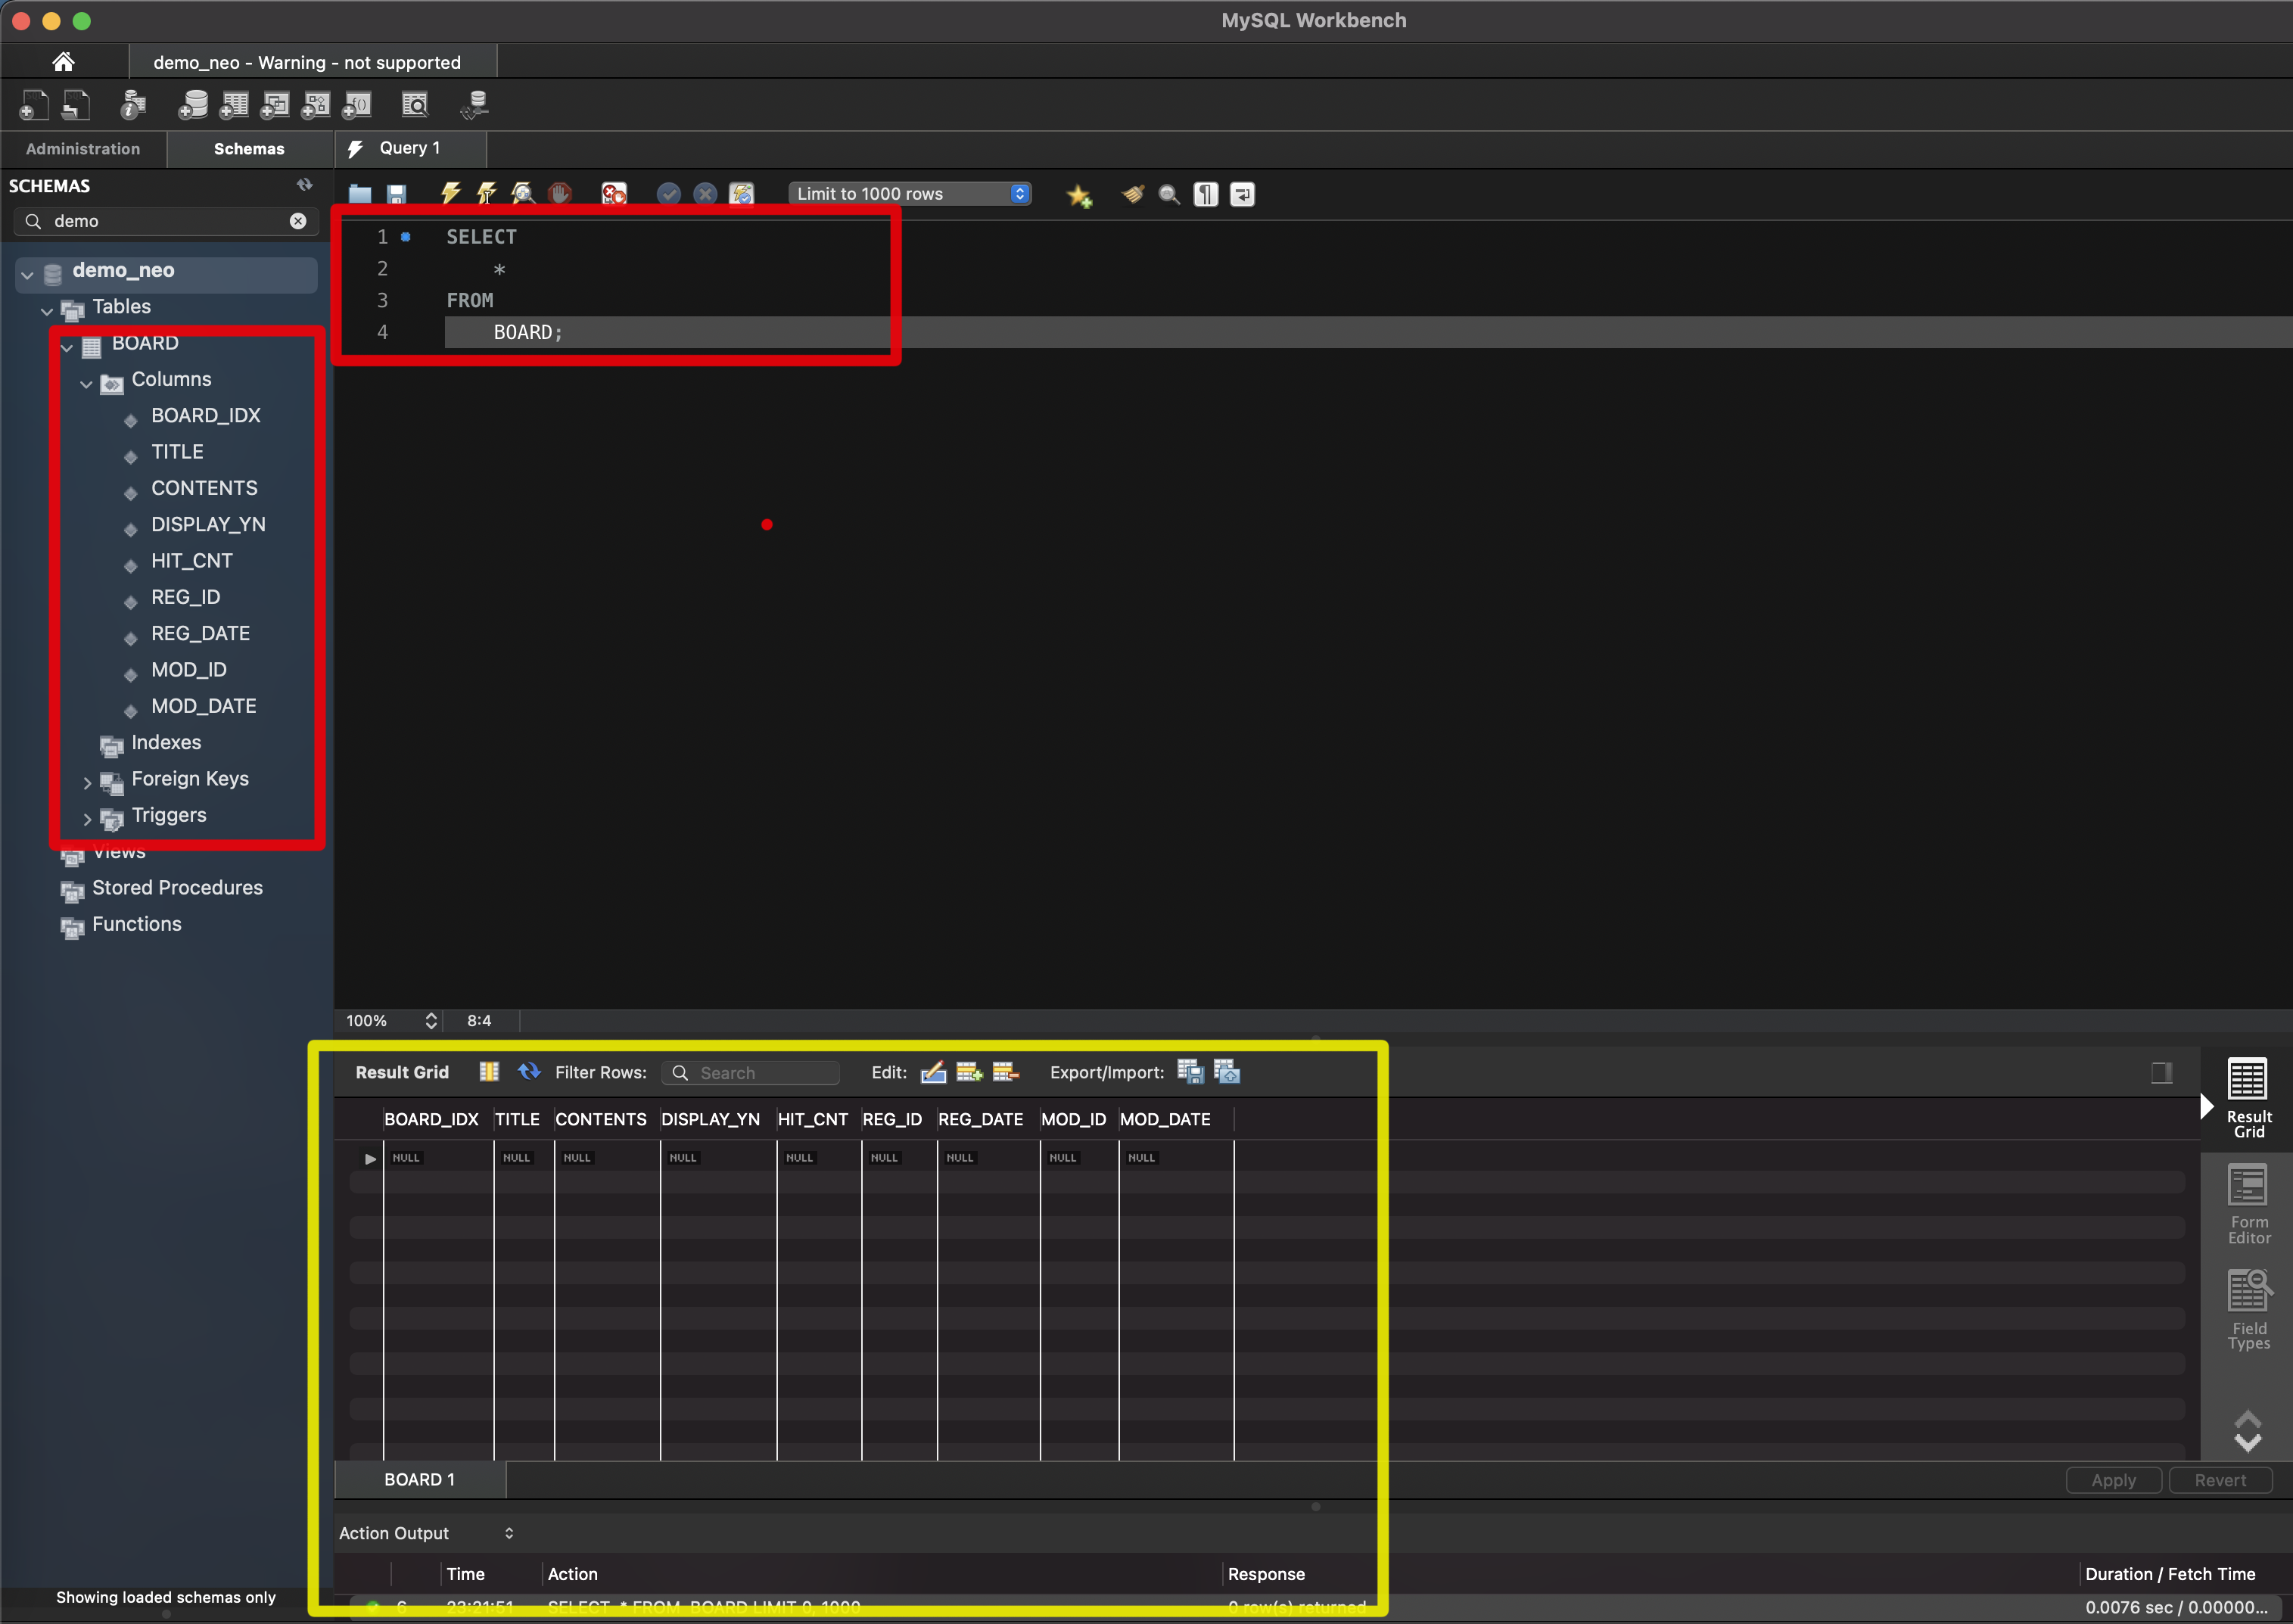 MySQL Workbench
demo_neo - Warning - not supported
Administration
Schemas
Query 1
SCHEMAS
demo
Limit to 1000 rows
demo_neo
Tables
BOARD
Columns
BOARD_IDX
TITLE
CONTENTS
DISPLAY_YN
HIT_CNT
REG_ID
REG_DATE
MOD_ID
MOD_DATE
Indexes
Foreign Keys
Triggers
Views
Stored Procedures
Functions
Showing loaded schemas only
1 SELECT
2 *
3 FROM
4 BOARD;
100% 8:4
Result Grid Filter Rows: Search Edit: Export/Import:
BOARD_IDX TITLE CONTENTS DISPLAY_YN HIT_CNT REG_ID REG_DATE MOD_ID MOD_DATE
NULL NULL NULL NULL NULL NULL NULL NULL NULL
Result
Grid
Form
Editor
Field
Types
BOARD 1
Apply Revert
Action Output
Time Action Response Duration / Fetch Time
6 23:21:51 SELECT * FROM BOARD LIMIT 0, 1000 0 row(s) returned 0.0076 sec / 0.00000...